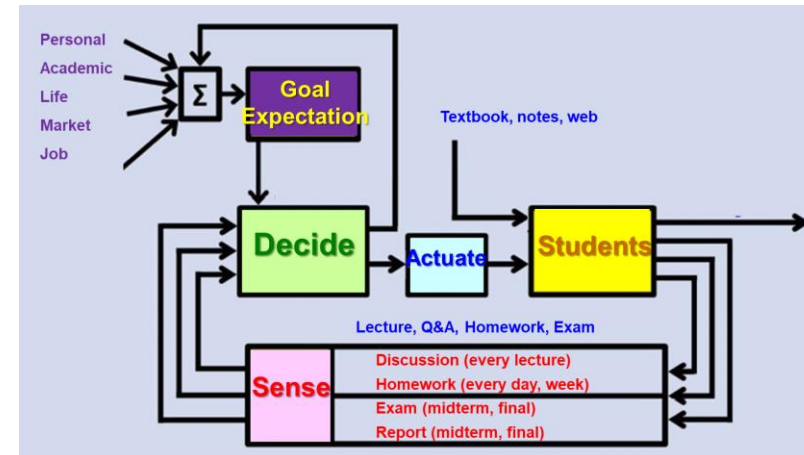 Personal
Academic
Life
Market
Job
Σ
Goal
Expectation
Textbook, notes, web
Decide
Actuate
Students
Lecture, Q&A, Homework, Exam
Sense
Discussion (every lecture)
Homework (every day, week)
Exam (midterm, final)
Report (midterm, final)